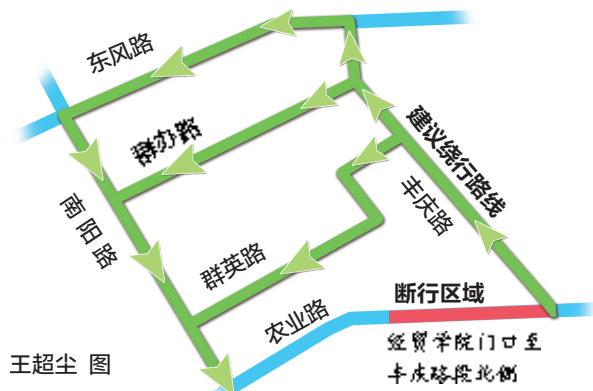 东风路
群办路
建议绕行路线
丰庆路
南阳路
群英路
农业路
断行区域
经贸学院门口至
丰庆路段北侧
王超尘 图